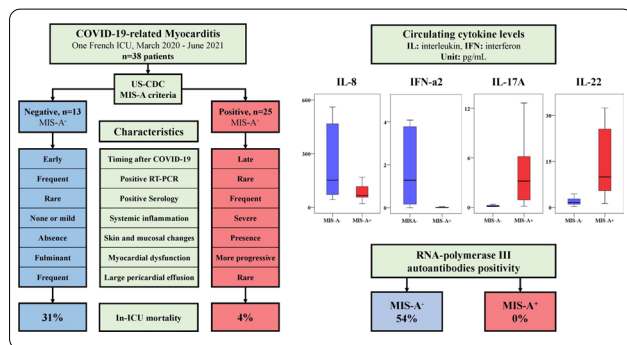 COVID-19-related Myocarditis
One French ICU, March 2020 - June 2021
n=38 patients
US-CDC
MIS-A criteria
Negative, n=13
MIS-A⁻
Positive, n=25
MIS-A⁺
Characteristics
Early
Timing after COVID-19
Late
Frequent
Positive RT-PCR
Rare
Rare
Positive Serology
Frequent
None or mild
Systemic inflammation
Severe
Absence
Skin and mucosal changes
Presence
Fulminant
Myocardial dysfunction
More progressive
Frequent
Large pericardial effusion
Rare
31%
In-ICU mortality
4%
Circulating cytokine levels
IL: interleukin, IFN: interferon
Unit: pg/mL
IL-8
600
300
0
MIS-A-
MIS-A+
IFN-a2
4
2
0
MIS-A-
MIS-A+
IL-17A
12
6
0
MIS-A-
MIS-A+
IL-22
30
15
0
MIS-A-
MIS-A+
RNA-polymerase III
autoantibodies positivity
MIS-A⁻
54%
MIS-A⁺
0%